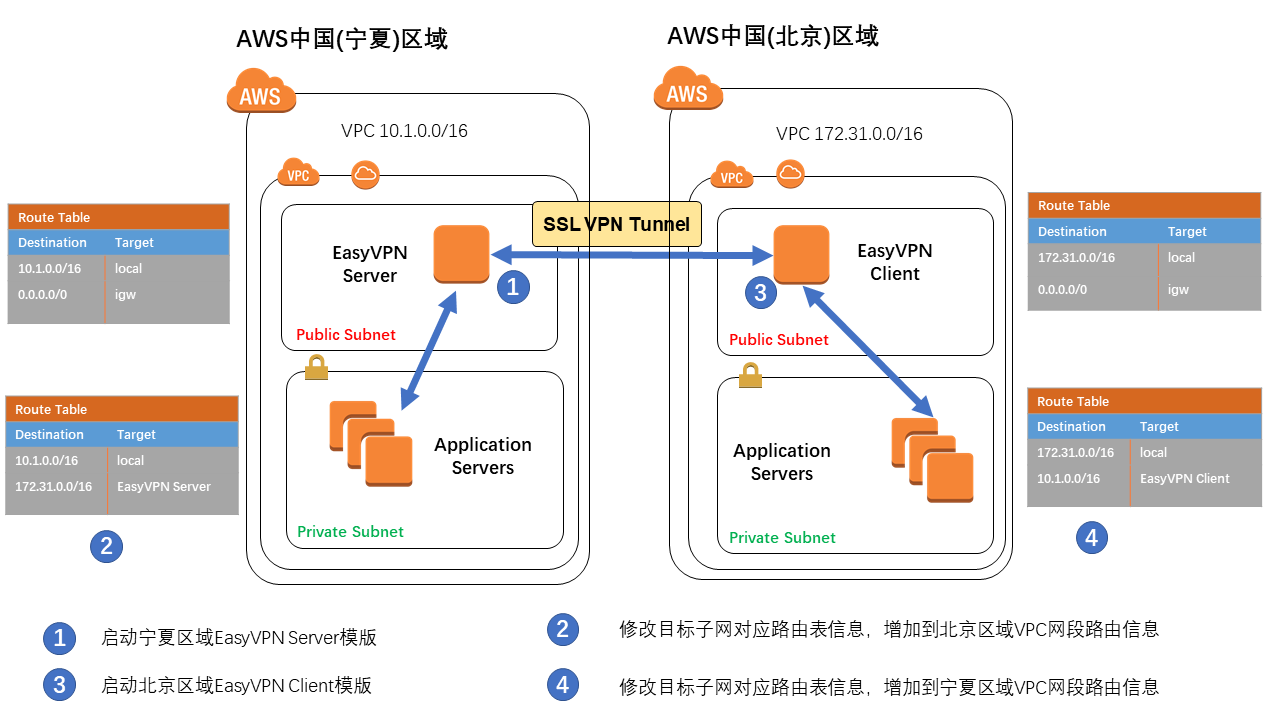 AWS中国(宁夏)区域
AWS中国(北京)区域
AWS
AWS
VPC 10.1.0.0/16
VPC 172.31.0.0/16
VPC
VPC
SSL VPN Tunnel
EasyVPN
Server
EasyVPN
Client
1
3
Public Subnet
Public Subnet
Application
Servers
Application
Servers
Private Subnet
Private Subnet
Route Table
Destination Target
10.1.0.0/16 local
0.0.0.0/0 igw
Route Table
Destination Target
10.1.0.0/16 local
172.31.0.0/16 EasyVPN Server
2
Route Table
Destination Target
172.31.0.0/16 local
0.0.0.0/0 igw
Route Table
Destination Target
172.31.0.0/16 local
10.1.0.0/16 EasyVPN Client
4
1 启动宁夏区域EasyVPN Server模版
2 修改目标子网对应路由表信息，增加到北京区域VPC网段路由信息
3 启动北京区域EasyVPN Client模版
4 修改目标子网对应路由表信息，增加到宁夏区域VPC网段路由信息